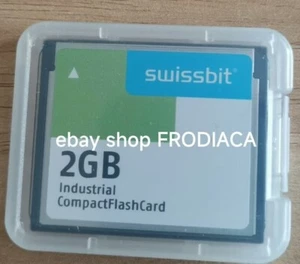 swissbit®
ebay shop FRODIACA
2GB
Industrial
CompactFlashCard